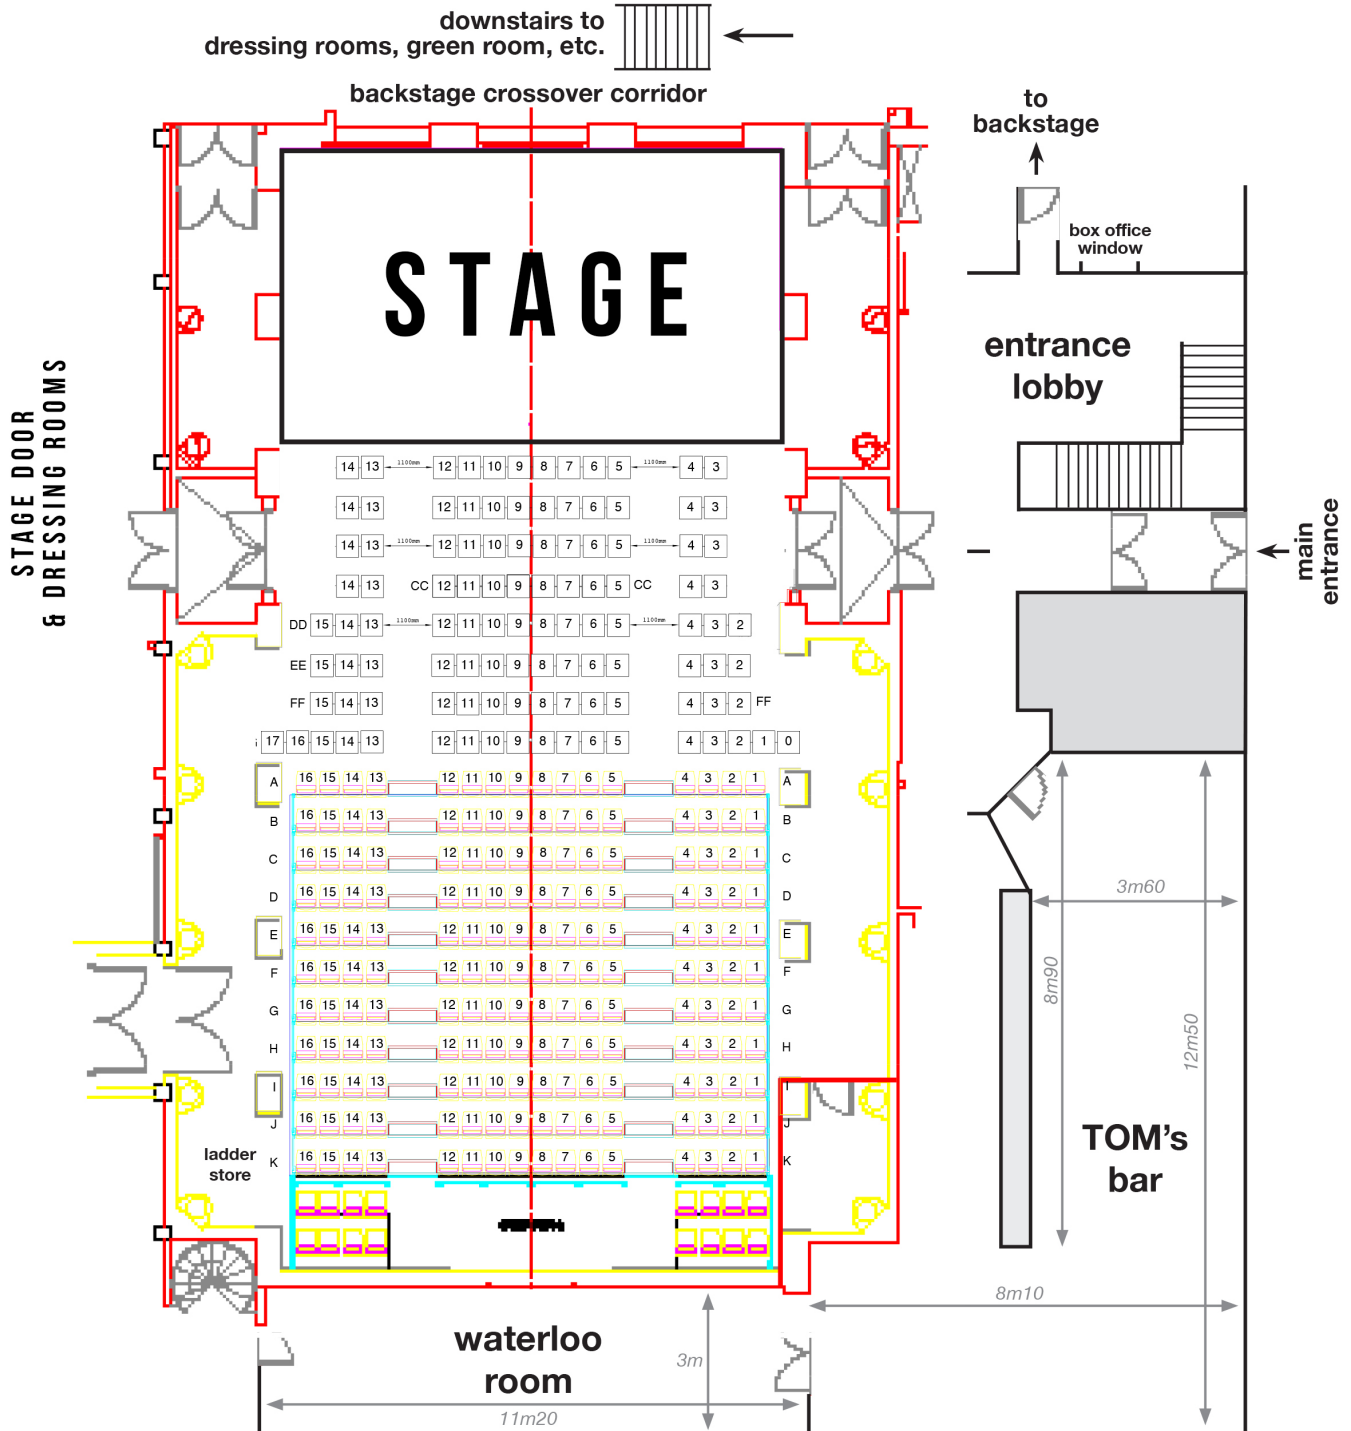 downstairs to
dressing rooms, green room, etc.
backstage crossover corridor
to
backstage
box office
window
STAGE
entrance
lobby
STAGE DOOR
& DRESSING ROOMS
main
entrance
14 13 1100mm 12 11 10 9 8 7 6 5 1100mm 4 3
14 13 12 11 10 9 8 7 6 5 4 3
14 13 1100mm 12 11 10 9 8 7 6 5 1100mm 4 3
14 13 CC 12 11 10 9 8 7 6 5 CC 4 3
DD 15 14 13 1100mm 12 11 10 9 8 7 6 5 1100mm 4 3 2
EE 15 14 13 12 11 10 9 8 7 6 5 4 3 2
FF 15 14 13 12 11 10 9 8 7 6 5 4 3 2 FF
17 16 15 14 13 12 11 10 9 8 7 6 5 4 3 2 1 0
A 16 15 14 13 12 11 10 9 8 7 6 5 4 3 2 1 A
B 16 15 14 13 12 11 10 9 8 7 6 5 4 3 2 1 B
C 16 15 14 13 12 11 10 9 8 7 6 5 4 3 2 1 C
D 16 15 14 13 12 11 10 9 8 7 6 5 4 3 2 1 D
E 16 15 14 13 12 11 10 9 8 7 6 5 4 3 2 1 E
F 16 15 14 13 12 11 10 9 8 7 6 5 4 3 2 1 F
G 16 15 14 13 12 11 10 9 8 7 6 5 4 3 2 1 G
H 16 15 14 13 12 11 10 9 8 7 6 5 4 3 2 1 H
I 16 15 14 13 12 11 10 9 8 7 6 5 4 3 2 1 I
J 16 15 14 13 12 11 10 9 8 7 6 5 4 3 2 1 J
K 16 15 14 13 12 11 10 9 8 7 6 5 4 3 2 1 K
ladder
store
3m60
8m90
12m50
TOM's
bar
8m10
waterloo
room
3m
11m20